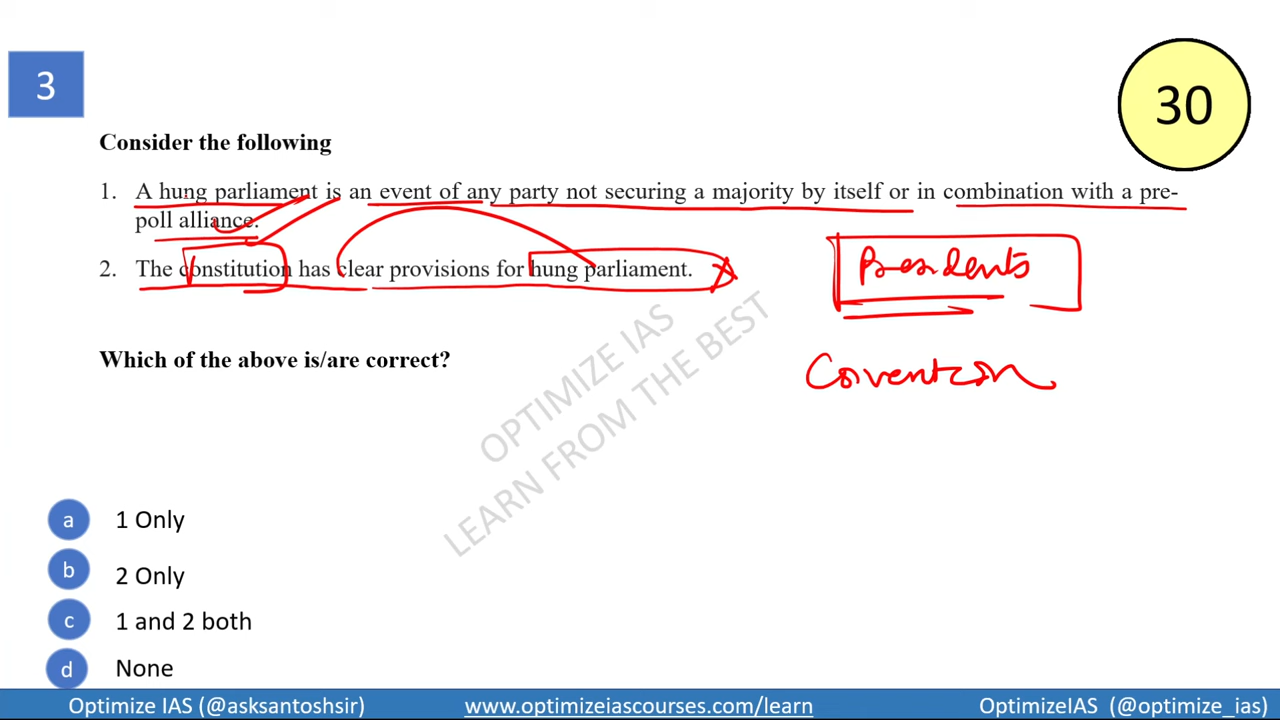 3
30
Consider the following
1. A hung parliament is an event of any party not securing a majority by itself or in combination with a pre-
poll alliance.
2. The constitution has clear provisions for hung parliament.
Presidents
Convention
Which of the above is/are correct?
OPTIMIZE IAS
LEARN FROM THE BEST
a 1 Only
b 2 Only
c 1 and 2 both
d None
Optimize IAS (@asksantoshsir) www.optimizeiascourses.com/learn OptimizeIAS (@optimize_ias)